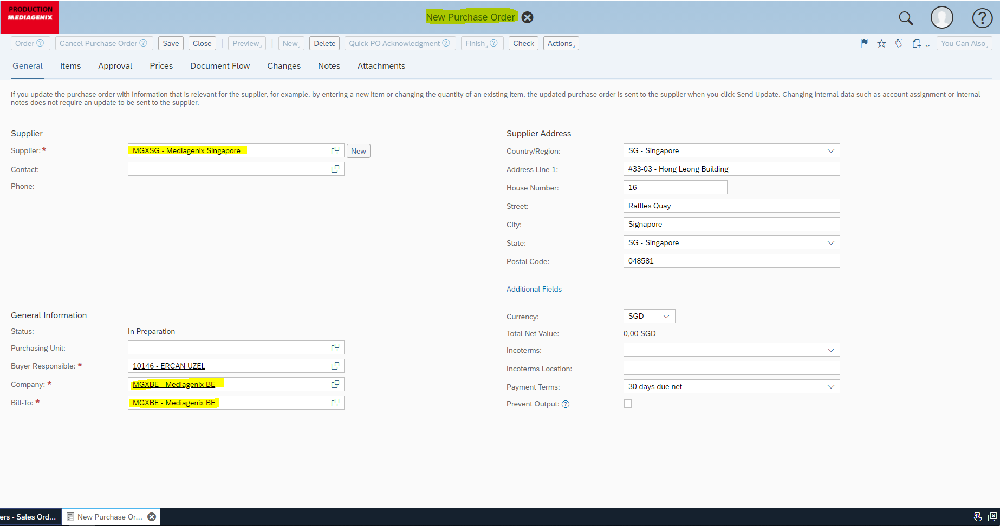 PRODUCTION
MEDIAGENIX
New Purchase Order
Order
Cancel Purchase Order
Save
Close
Preview
New
Delete
Quick PO Acknowledgment
Finish
Check
Actions
You Can Also
General
Items
Approval
Prices
Document Flow
Changes
Notes
Attachments
If you update the purchase order with information that is relevant for the supplier, for example, by entering a new item or changing the quantity of an existing item, the updated purchase order is sent to the supplier when you click Send Update. Changing internal data such as account assignment or internal
notes does not require an update to be sent to the supplier.
Supplier
Supplier:*
MGXSG - Mediagenix Singapore
New
Contact:
Phone:
Supplier Address
Country/Region:
SG - Singapore
Address Line 1:
#33-03 - Hong Leong Building
House Number:
16
Street:
Raffles Quay
City:
Signapore
State:
SG - Singapore
Postal Code:
048581
Additional Fields
General Information
Status:
In Preparation
Purchasing Unit:
Buyer Responsible: *
10146 - ERCAN UZEL
Company: *
MGXBE - Mediagenix BE
Bill-To: *
MGXBE - Mediagenix BE
Currency:
SGD
Total Net Value:
0,00 SGD
Incoterms:
Incoterms Location:
Payment Terms:
30 days due net
Prevent Output:
ers - Sales Ord...
New Purchase Or...